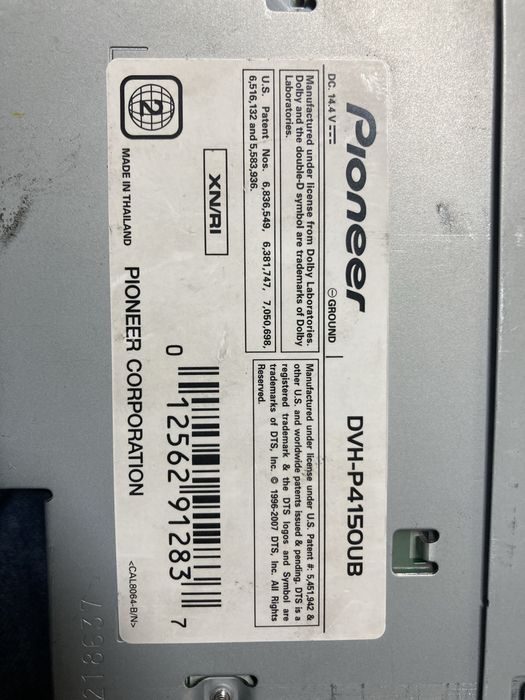 Pioneer
DVH-P4150UB
DC. 14.4 V
⊖ GROUND
Manufactured under license from Dolby Laboratories.
Dolby and the double-D symbol are trademarks of Dolby
Laboratories.
U.S. Patent Nos. 6,836,549, 6,381,747, 7,050,698,
6,516,132 and 5,583,936.
Manufactured under license under U.S. Patent #: 5,451,942 &
other U.S. and worldwide patents issued & pending. DTS is a
registered trademark & the DTS logos and Symbol are
trademarks of DTS, Inc. © 1996-2007 DTS, Inc. All Rights
Reserved.
XN/RI
0 12562 91283 7
2
MADE IN THAILAND
PIONEER CORPORATION
<CAL8064-B/N>
218637